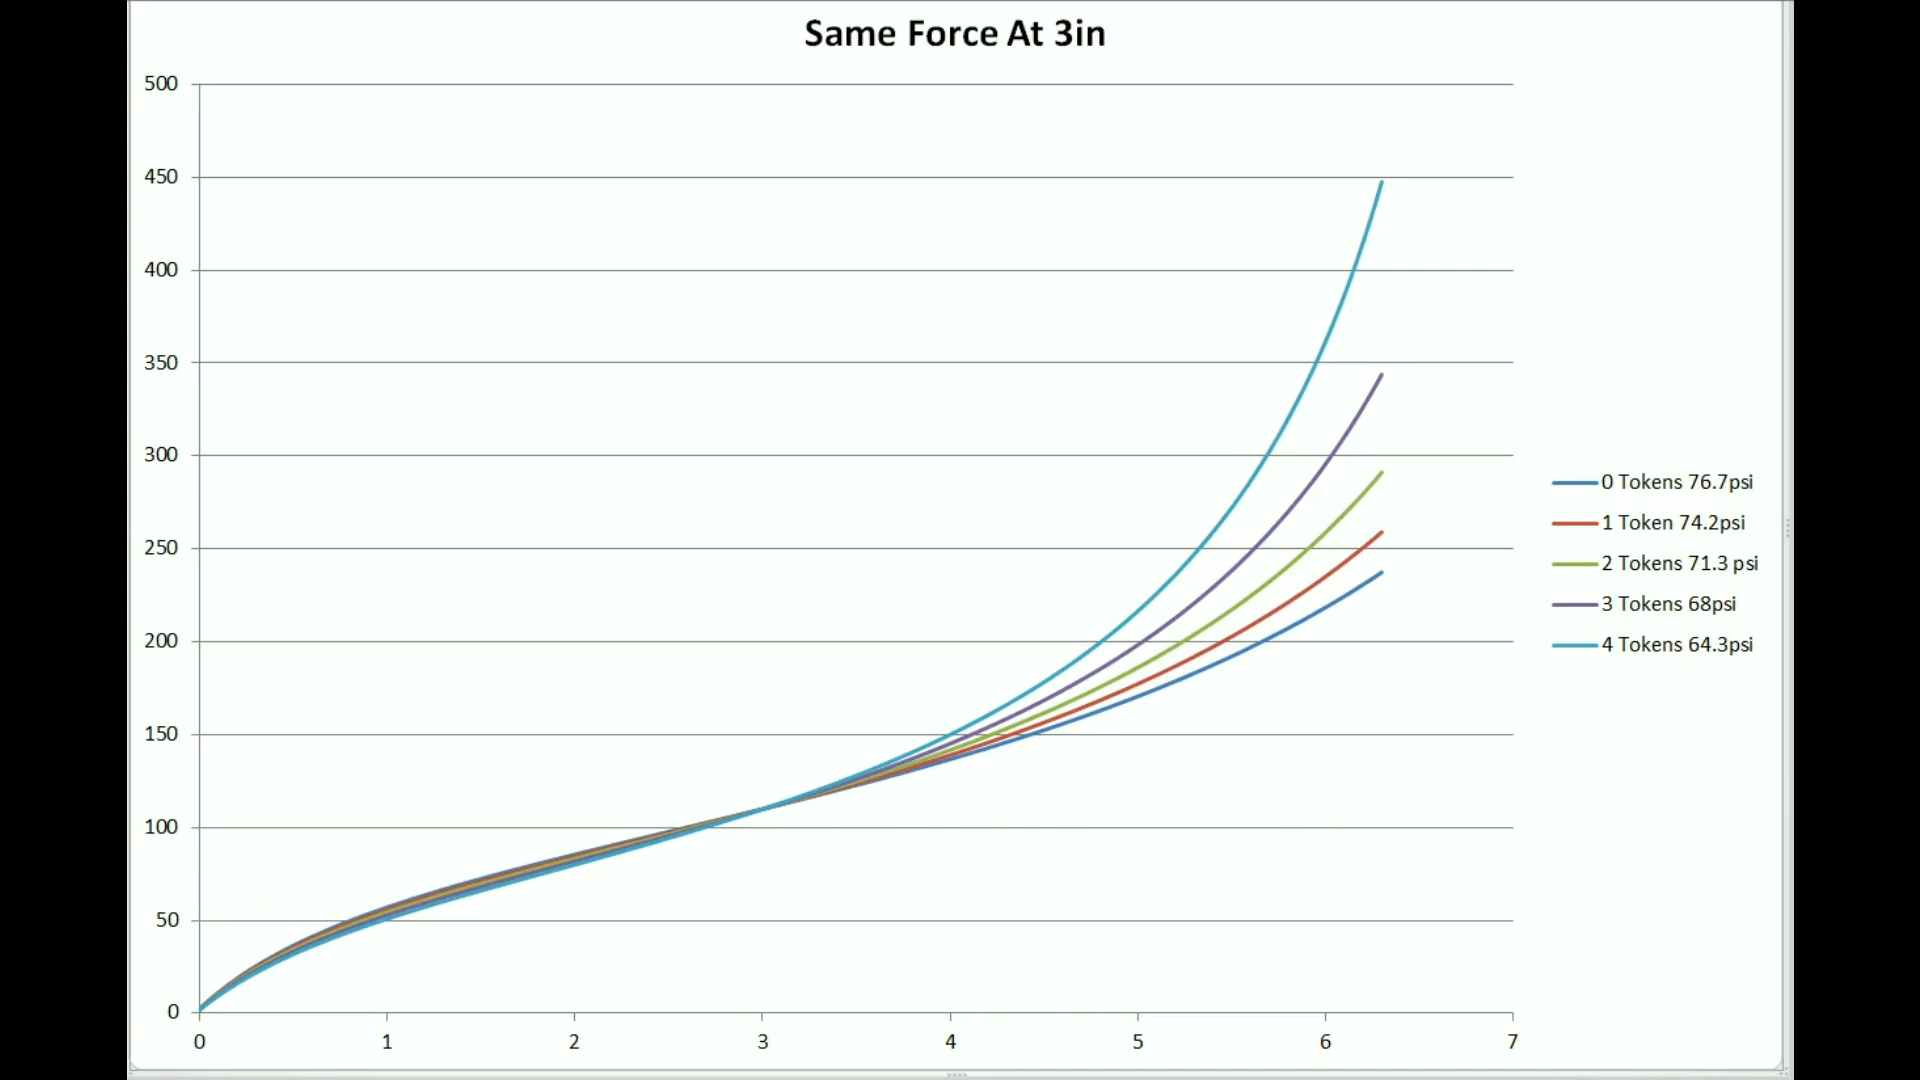 Same Force At 3in
500
450
400
350
300
250
200
150
100
50
0
0 1 2 3 4 5 6 7
0 Tokens 76.7psi
1 Token 74.2psi
2 Tokens 71.3 psi
3 Tokens 68psi
4 Tokens 64.3psi